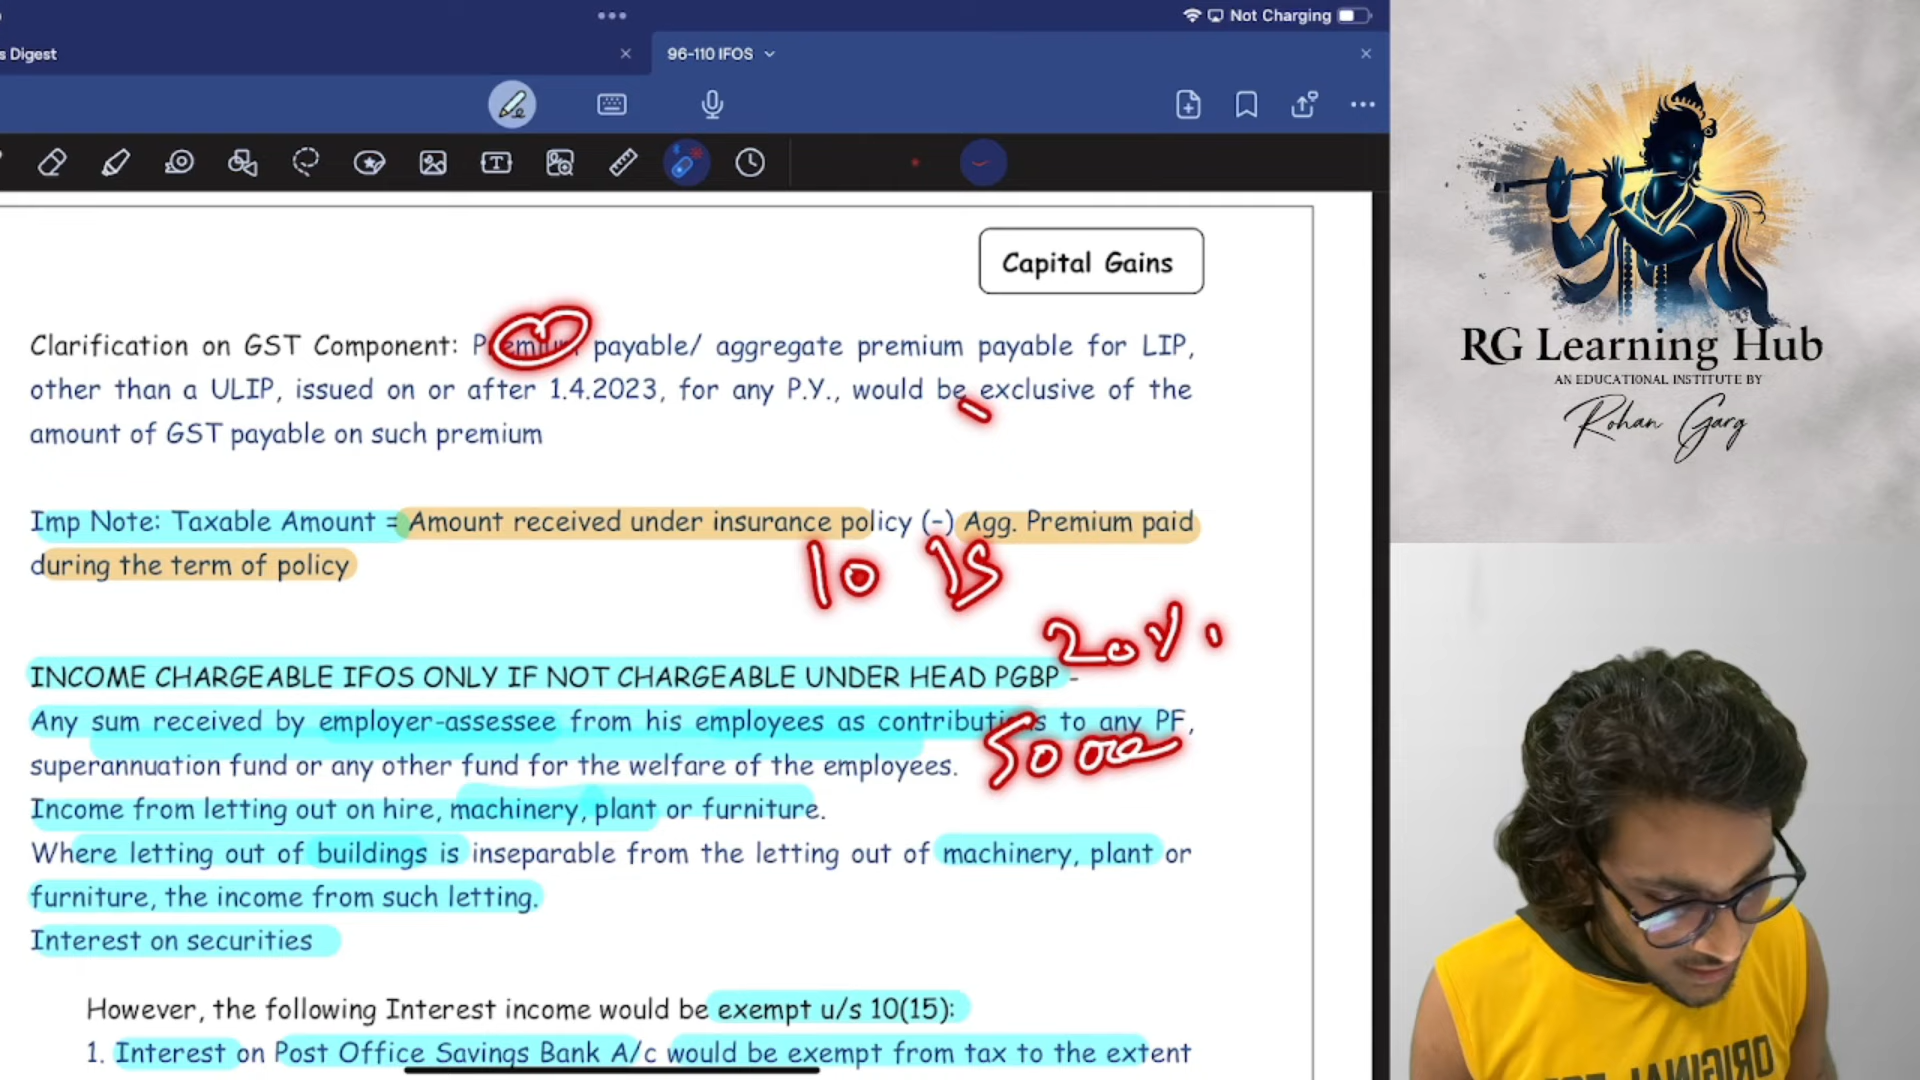 Not Charging
s Digest
96-110 IFOS
Capital Gains
Clarification on GST Component: Premium payable/ aggregate premium payable for LIP,
other than a ULIP, issued on or after 1.4.2023, for any P.Y., would be exclusive of the
amount of GST payable on such premium
Imp Note: Taxable Amount = Amount received under insurance policy (-) Agg. Premium paid
during the term of policy
10 15
20%
INCOME CHARGEABLE IFOS ONLY IF NOT CHARGEABLE UNDER HEAD PGBP -
Any sum received by employer-assessee from his employees as contributions to any PF,
superannuation fund or any other fund for the welfare of the employees.
50000
Income from letting out on hire, machinery, plant or furniture.
Where letting out of buildings is inseparable from the letting out of machinery, plant or
furniture, the income from such letting.
Interest on securities
However, the following Interest income would be exempt u/s 10(15):
1. Interest on Post Office Savings Bank A/c would be exempt from tax to the extent
RG Learning Hub
AN EDUCATIONAL INSTITUTE BY
Rohan Garg
ORIGINAL